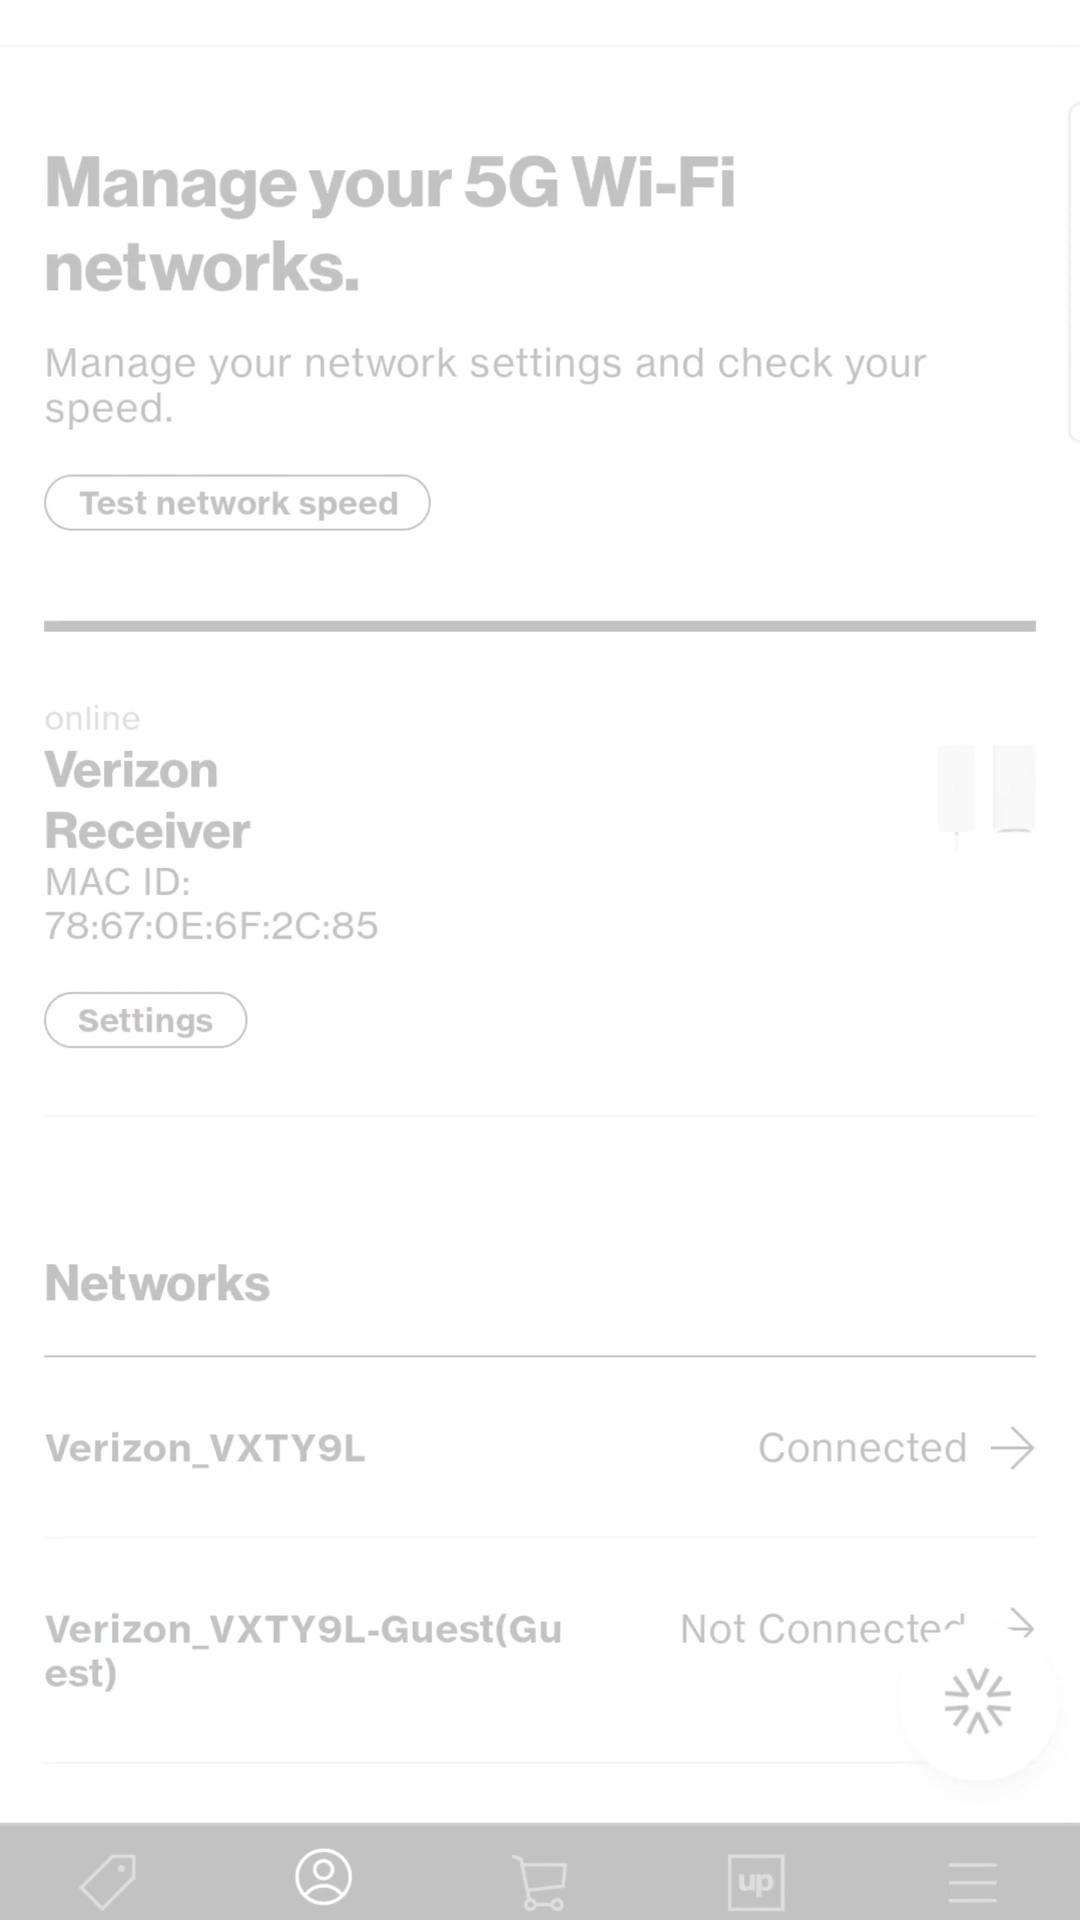 Manage your 5G Wi-Fi
networks.
Manage your network settings and check your
speed.
Test network speed
online
Verizon
Receiver
MAC ID:
78:67:0E:6F:2C:85
Settings
Networks
Verizon_VXTY9L
Connected
Verizon_VXTY9L-Guest(Gu
est)
Not Connected
up